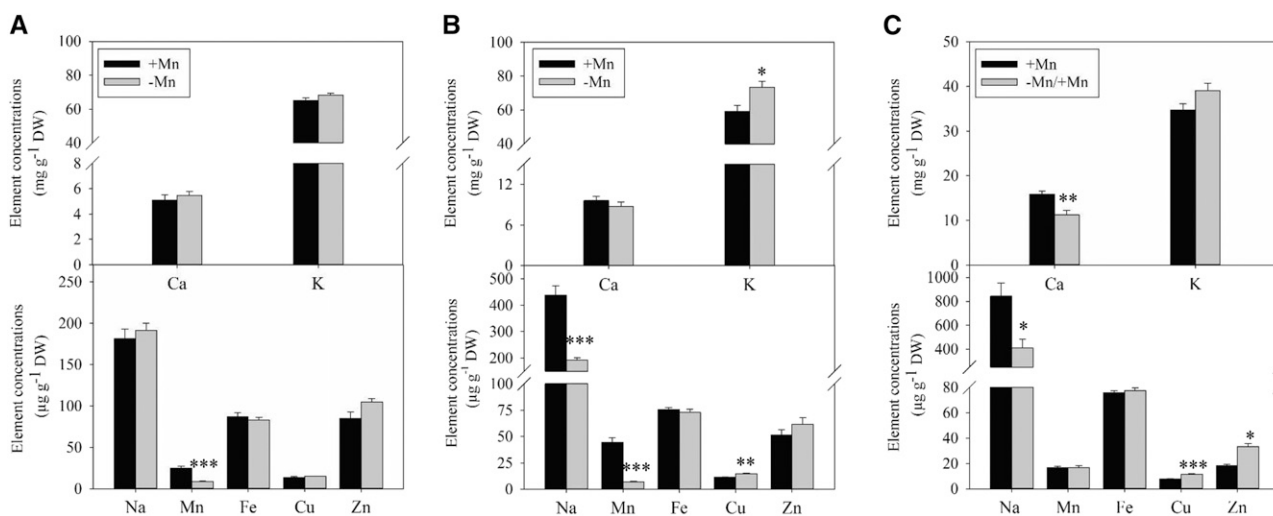 A
Element concentrations
(mg g⁻¹ DW)
100
80
60
40
8
6
4
2
0
+Mn
-Mn
Ca
K
Element concentrations
(µg g⁻¹ DW)
250
200
150
100
50
0
***
Na
Mn
Fe
Cu
Zn
B
Element concentrations
(mg g⁻¹ DW)
100
80
60
40
12
9
6
3
0
+Mn
-Mn
*
Ca
K
Element concentrations
(µg g⁻¹ DW)
500
400
300
200
100
75
50
25
0
***
***
**
Na
Mn
Fe
Cu
Zn
C
Element concentrations
(mg g⁻¹ DW)
50
40
30
20
10
0
+Mn
-Mn/+Mn
**
Ca
K
Element concentrations
(µg g⁻¹ DW)
1000
800
600
400
80
60
40
20
0
*
***
*
Na
Mn
Fe
Cu
Zn